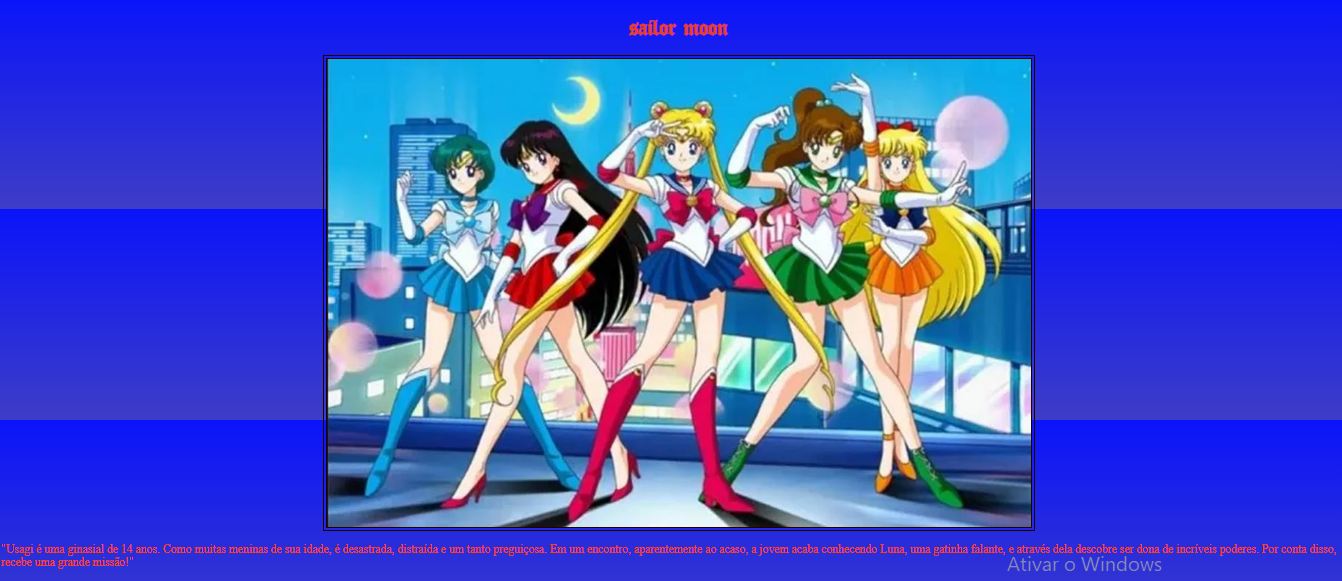 sailor moon
"Usagi é uma ginasial de 14 anos. Como muitas meninas de sua idade, é desastrada, distraída e um tanto preguiçosa. Em um encontro, aparentemente ao acaso, a jovem acaba conhecendo Luna, uma gatinha falante, e através dela descobre ser dona de incríveis poderes. Por conta disso,
recebe uma grande missão!"
Ativar o Windows